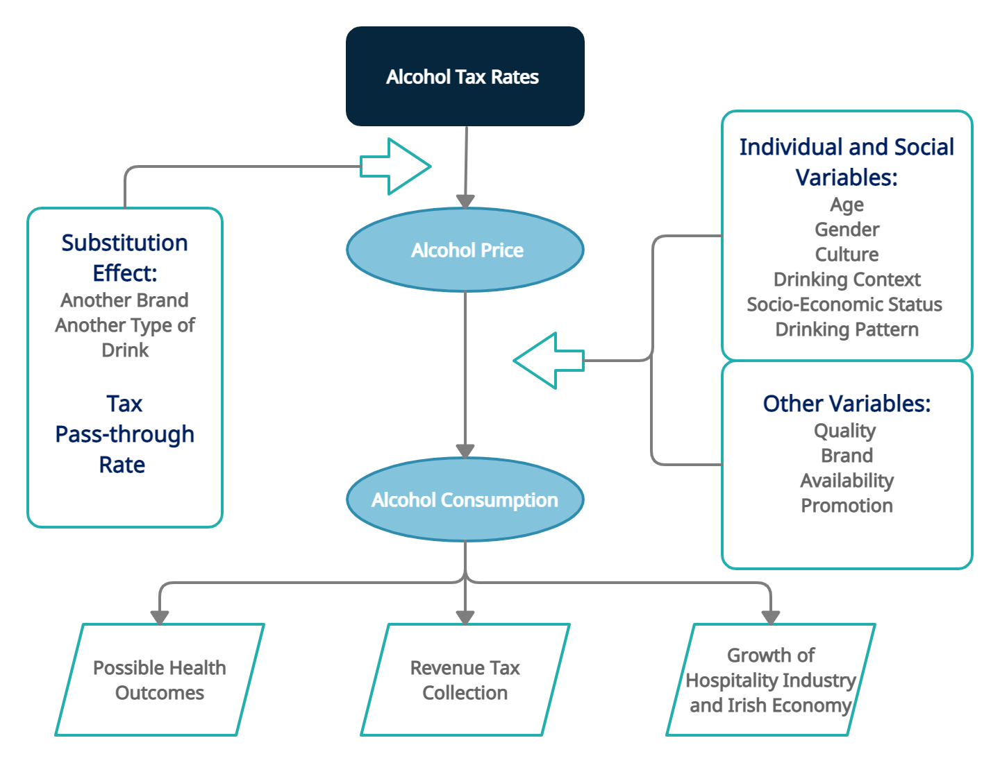 Alcohol Tax Rates
Substitution
Effect:
Another Brand
Another Type of
Drink
Tax
Pass-through
Rate
Alcohol Price
Individual and Social
Variables:
Age
Gender
Culture
Drinking Context
Socio-Economic Status
Drinking Pattern
Other Variables:
Quality
Brand
Availability
Promotion
Alcohol Consumption
Possible Health
Outcomes
Revenue Tax
Collection
Growth of
Hospitality Industry
and Irish Economy